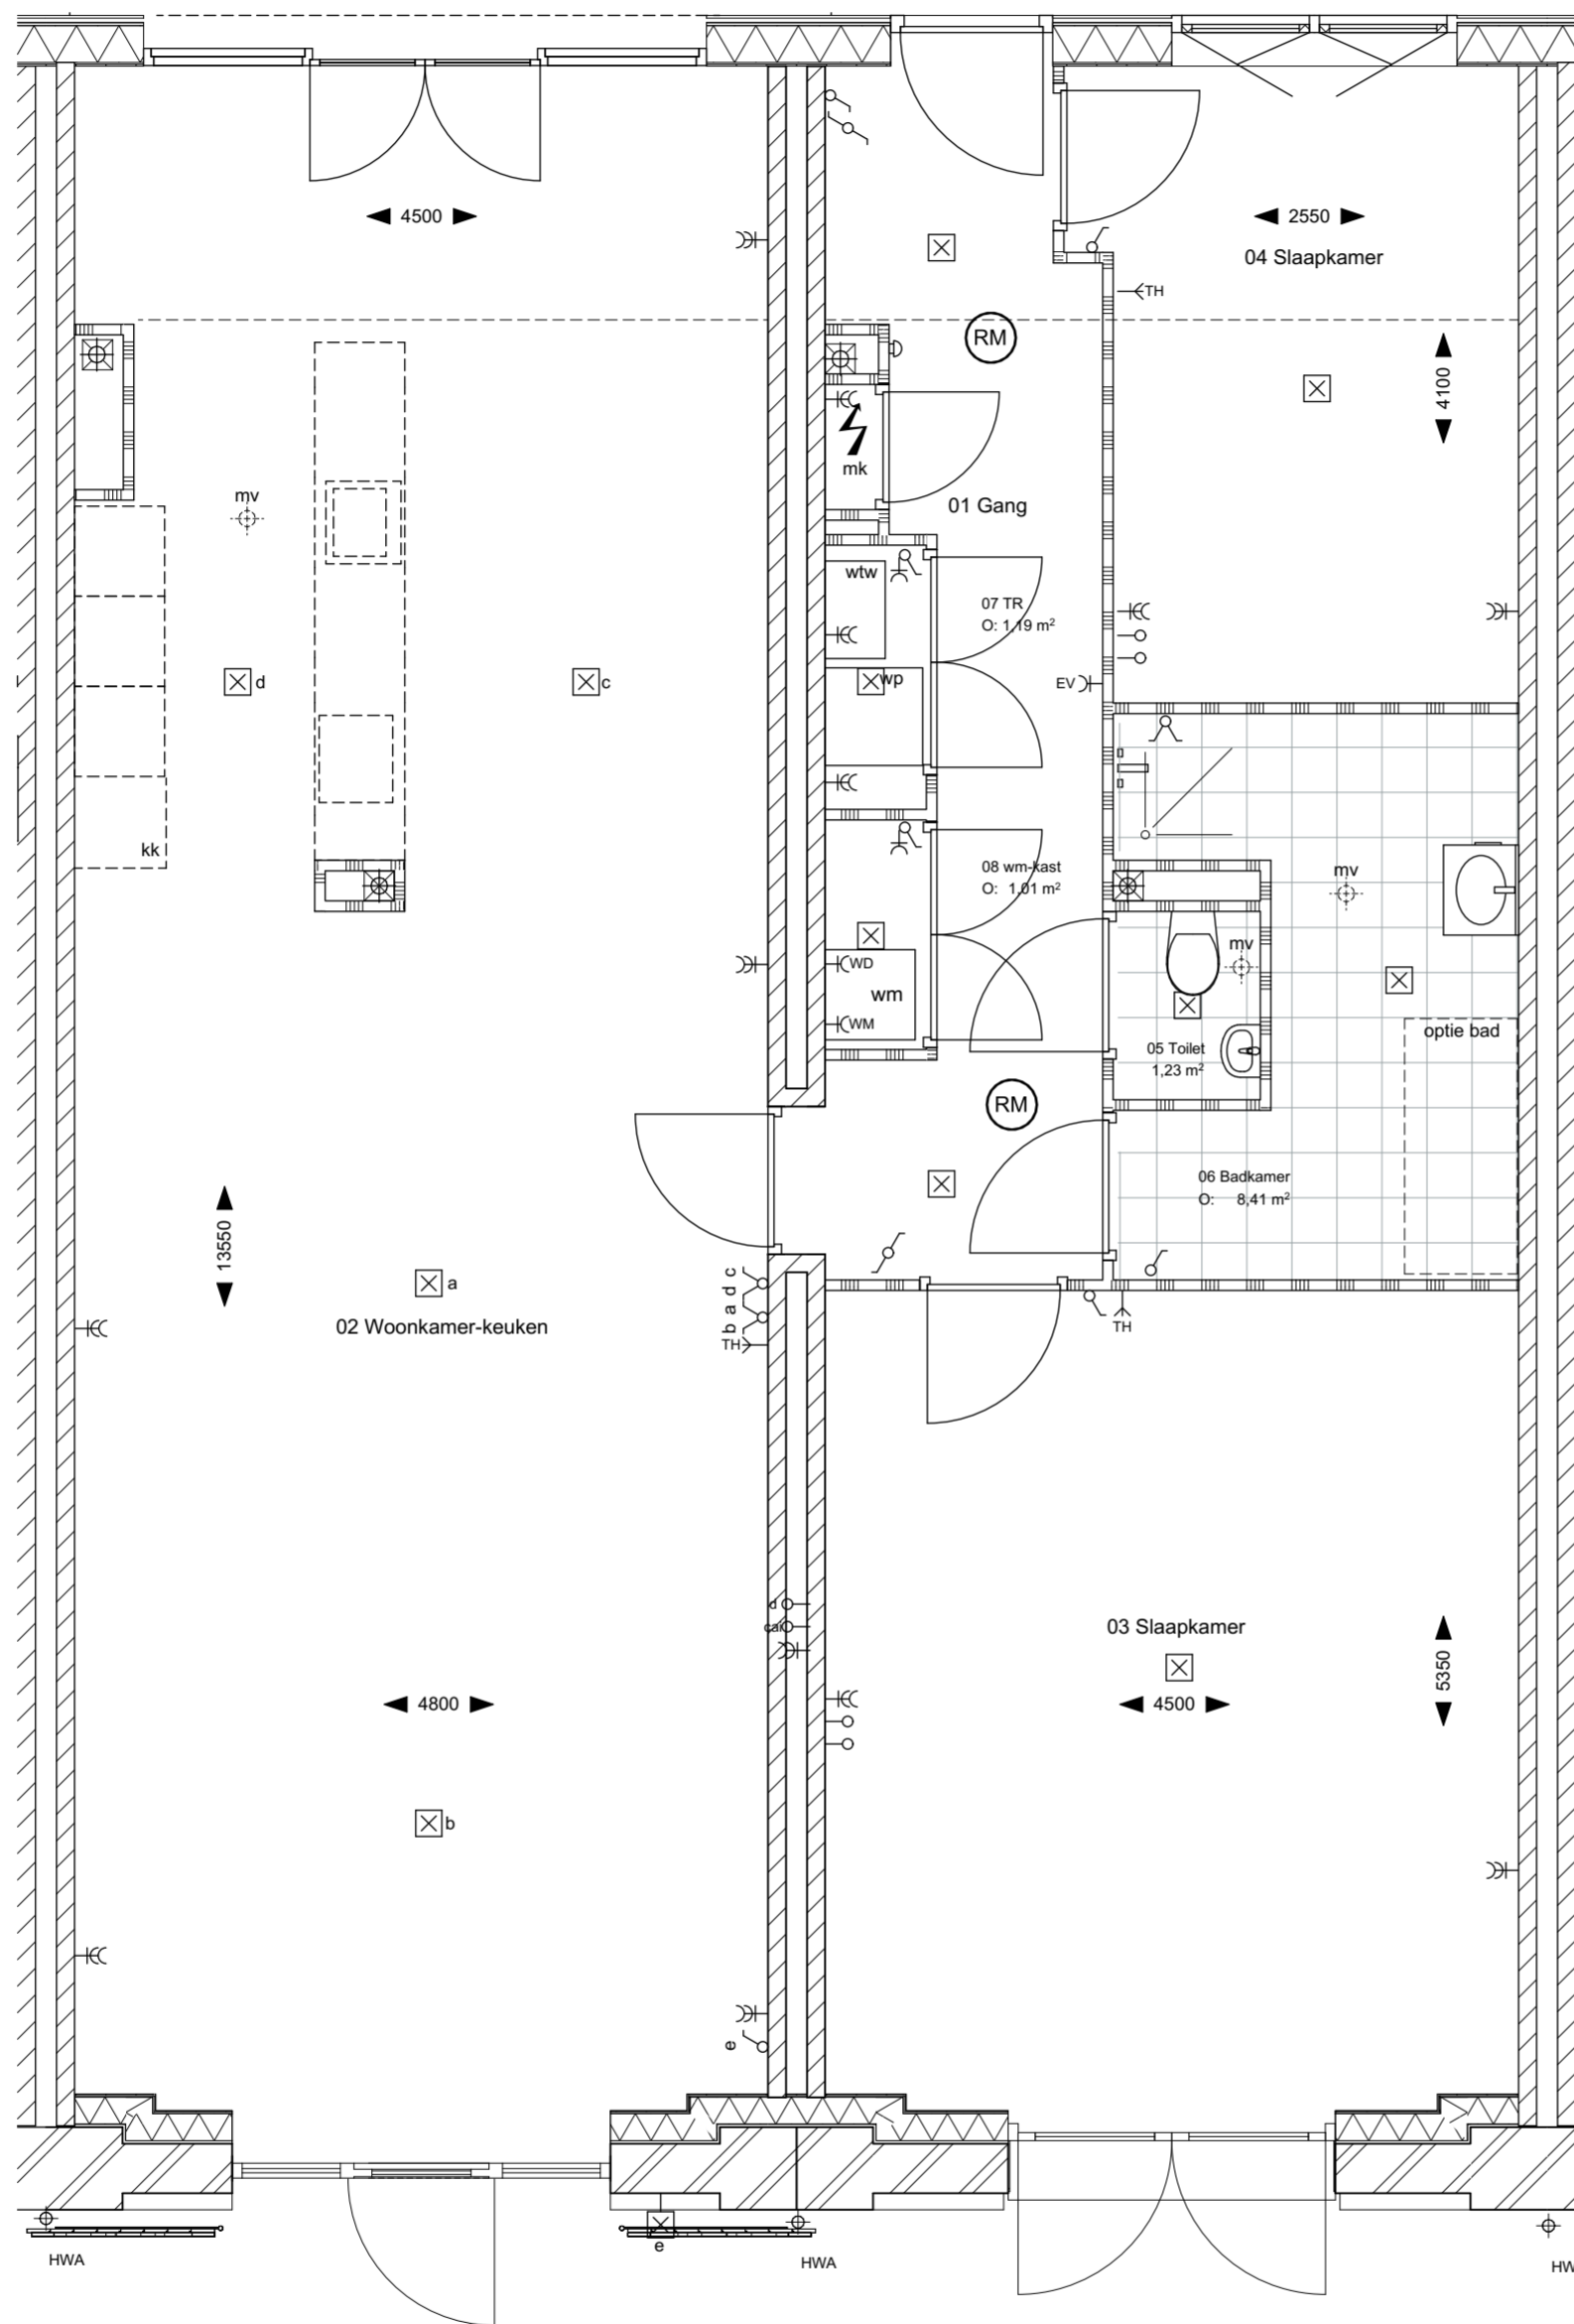 4500
2550
04 Slaapkamer
TH
RM
4100
mk
mv
01 Gang
wtw
07 TR
O: 1,19 m²
d
c
wp
EV
kk
08 wm-kast
O: 1,01 m²
mv
mv
WD
wm
WM
optie bad
05 Toilet
1,23 m²
RM
06 Badkamer
O: 8,41 m²
13550
a
b a d c
02 Woonkamer-keuken
TH
TH
d
cai
03 Slaapkamer
5350
4800
4500
b
e
e
HWA
HWA
HW